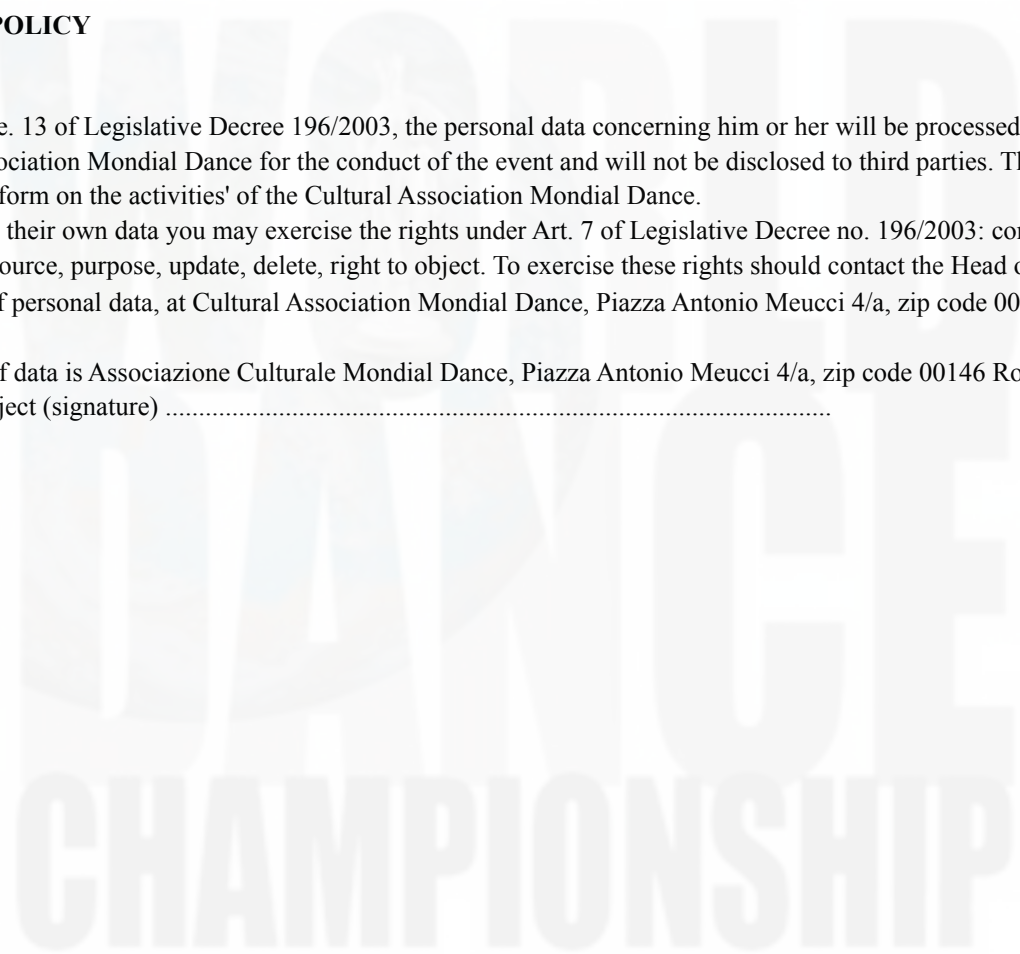 POLICY
e. 13 of Legislative Decree 196/2003, the personal data concerning him or her will be processed
ociation Mondial Dance for the conduct of the event and will not be disclosed to third parties. Th
form on the activities' of the Cultural Association Mondial Dance.
their own data you may exercise the rights under Art. 7 of Legislative Decree no. 196/2003: con
ource, purpose, update, delete, right to object. To exercise these rights should contact the Head o
f personal data, at Cultural Association Mondial Dance, Piazza Antonio Meucci 4/a, zip code 00
f data is Associazione Culturale Mondial Dance, Piazza Antonio Meucci 4/a, zip code 00146 Ro
ject (signature) ....................................................................................................
WORLD
DANCE
CHAMPIONSHIP